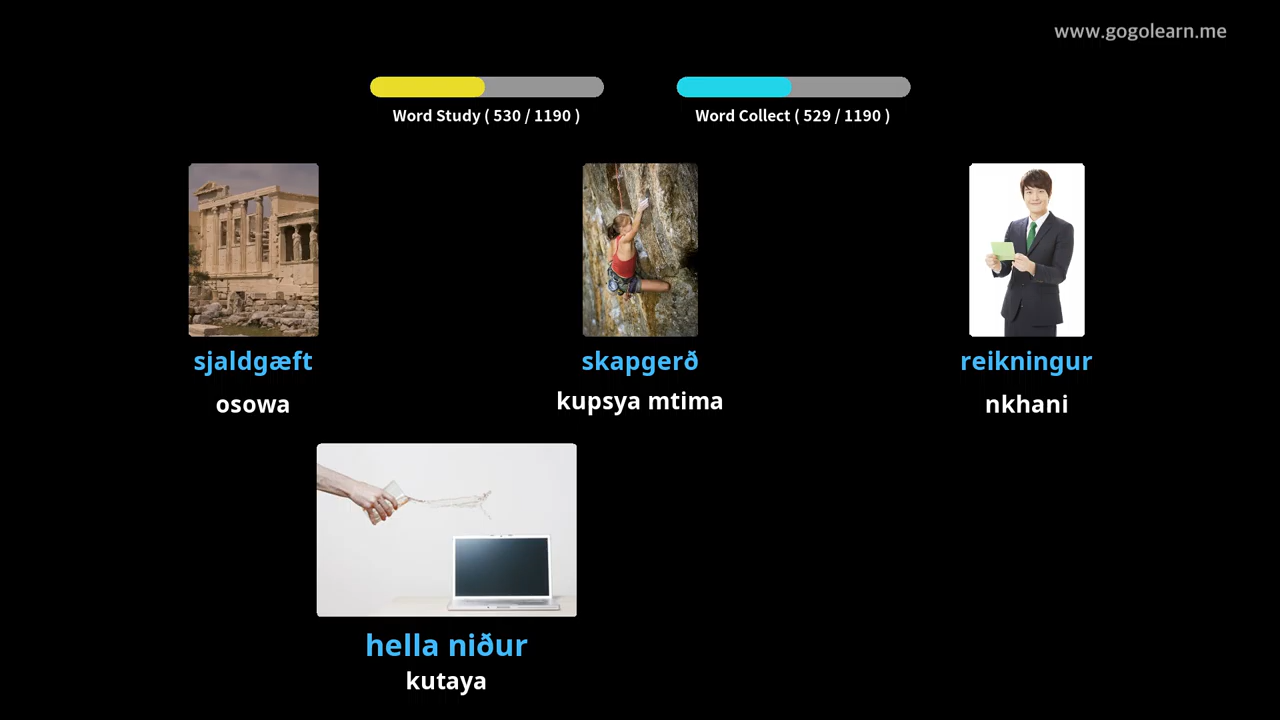 www.gogolearn.me
Word Study ( 530 / 1190 )
Word Collect ( 529 / 1190 )
sjaldgæft
osowa
skapgerð
kupsya mtima
reikningur
nkhani
hella niður
kutaya